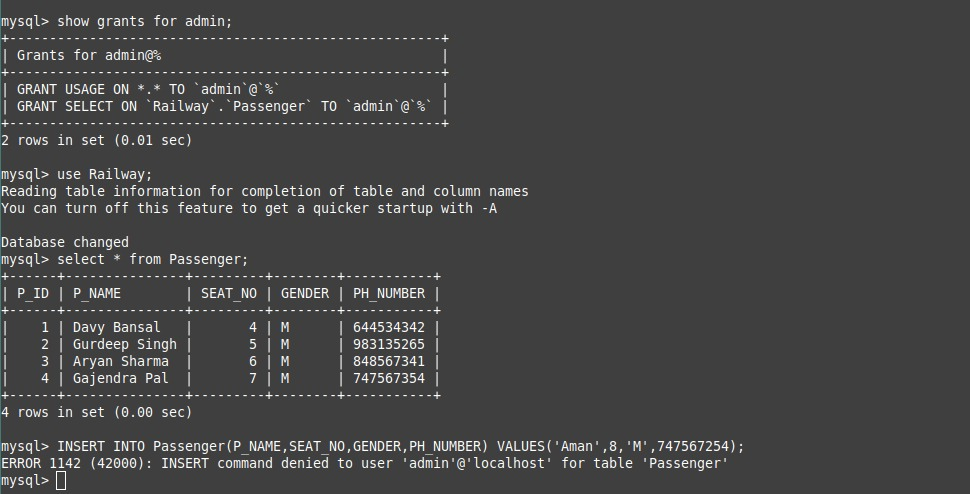 mysql> show grants for admin;
+---------------------------------------------------+
| Grants for admin@%                                |
+---------------------------------------------------+
| GRANT USAGE ON *.* TO `admin`@`%`                 |
| GRANT SELECT ON `Railway`.`Passenger` TO `admin`@`%` |
+---------------------------------------------------+
2 rows in set (0.01 sec)

mysql> use Railway;
Reading table information for completion of table and column names
You can turn off this feature to get a quicker startup with -A

Database changed
mysql> select * from Passenger;
+------+---------------+---------+--------+-----------+
| P_ID | P_NAME        | SEAT_NO | GENDER | PH_NUMBER |
+------+---------------+---------+--------+-----------+
|    1 | Davy Bansal   |       4 | M      | 644534342 |
|    2 | Gurdeep Singh |       5 | M      | 983135265 |
|    3 | Aryan Sharma  |       6 | M      | 848567341 |
|    4 | Gajendra Pal  |       7 | M      | 747567354 |
+------+---------------+---------+--------+-----------+
4 rows in set (0.00 sec)

mysql> INSERT INTO Passenger(P_NAME,SEAT_NO,GENDER,PH_NUMBER) VALUES('Aman',8,'M',747567254);
ERROR 1142 (42000): INSERT command denied to user 'admin'@'localhost' for table 'Passenger'
mysql>